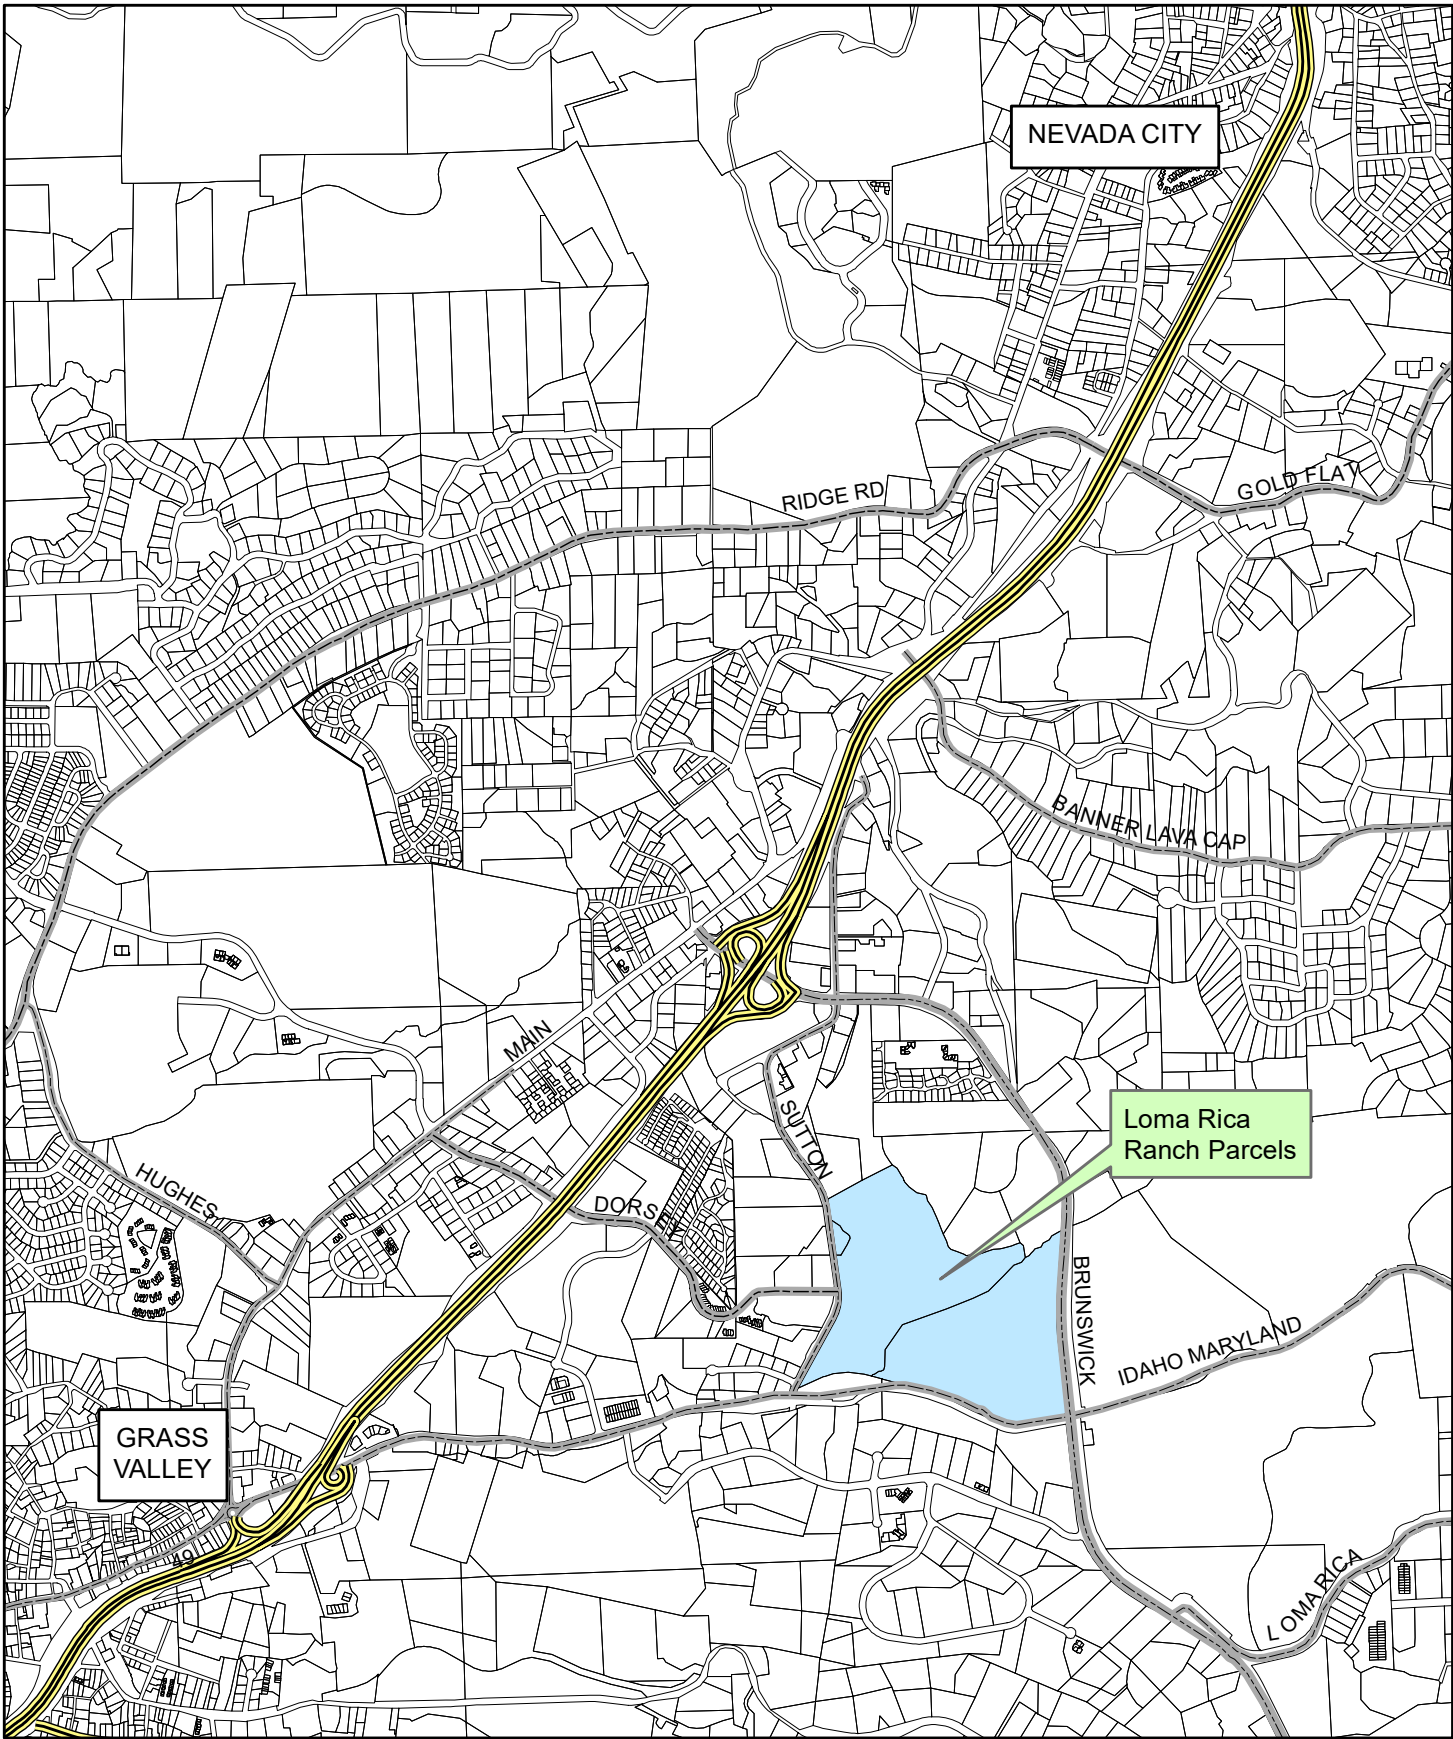 NEVADA CITY
RIDGE RD
GOLD FLAT
BANNER LAVA CAP
MAIN
Loma Rica
Ranch Parcels
SUTTON
HUGHES
DORSEY
BRUNSWICK
IDAHO MARYLAND
GRASS
VALLEY
49
LOMA RICA